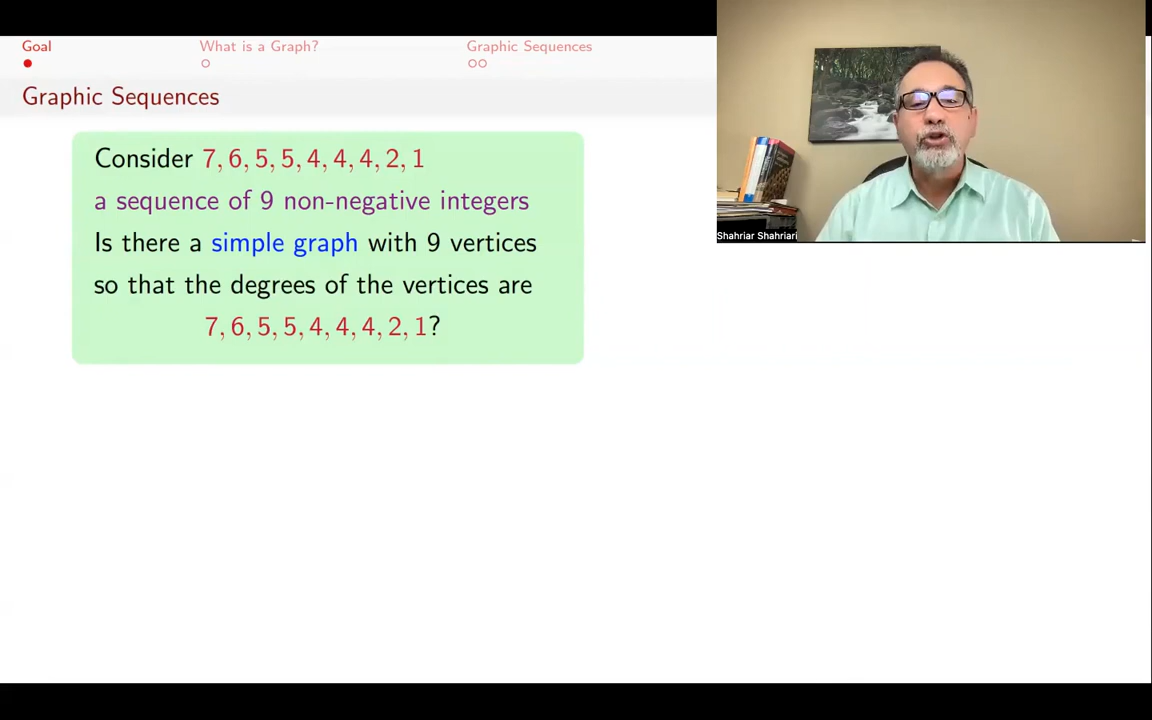 Goal
What is a Graph?
Graphic Sequences
Graphic Sequences
Consider 7, 6, 5, 5, 4, 4, 4, 2, 1
a sequence of 9 non-negative integers
Is there a simple graph with 9 vertices
so that the degrees of the vertices are
7, 6, 5, 5, 4, 4, 4, 2, 1?
Shahriar Shahriari